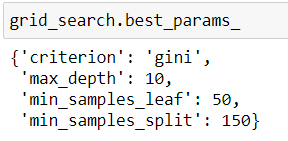 grid_search.best_params_
{'criterion': 'gini',
 'max_depth': 10,
 'min_samples_leaf': 50,
 'min_samples_split': 150}